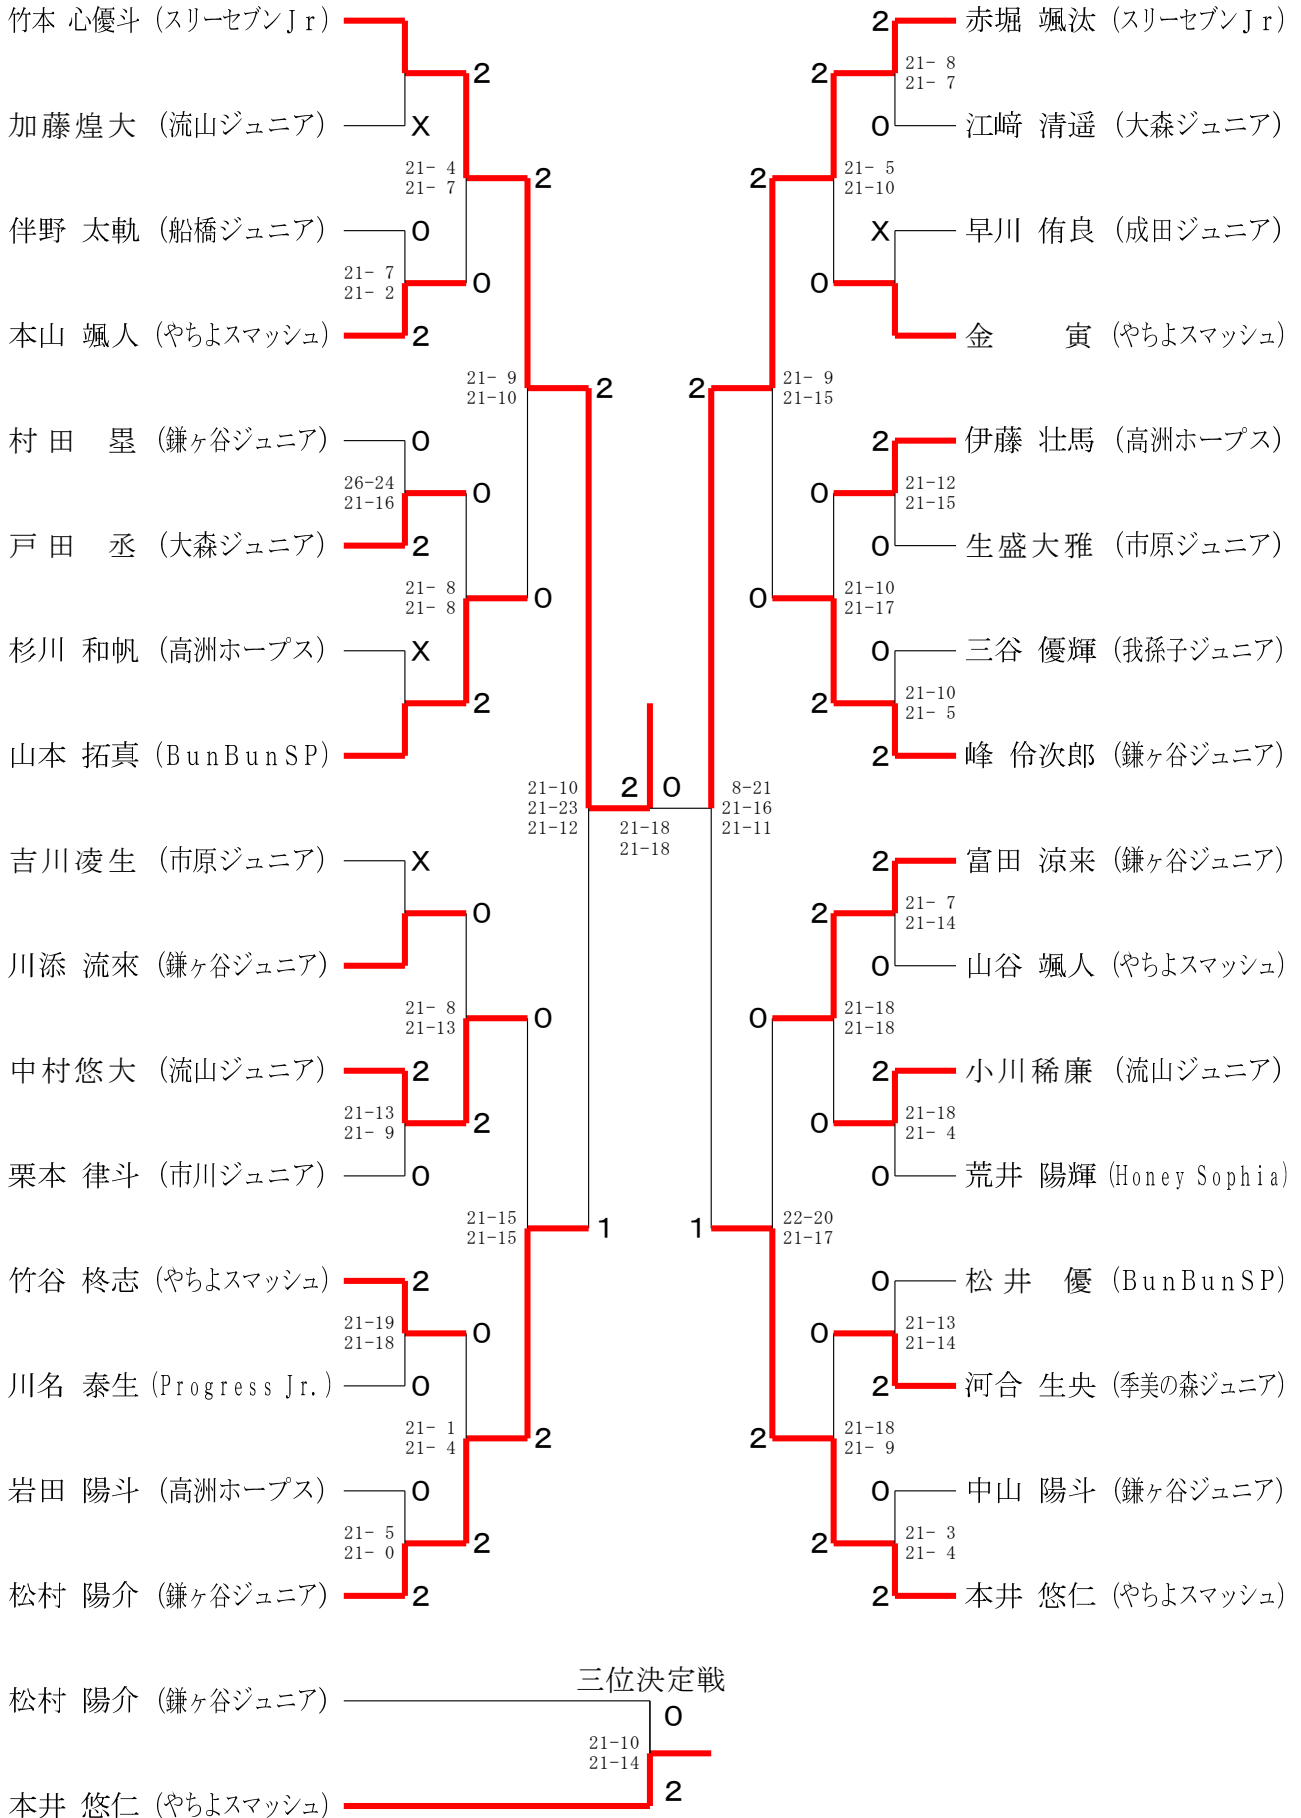 竹本 心優斗 (スリーセブンJr) 2 赤堀 颯汰 (スリーセブンJr)
21- 8
2 2 21- 7
加藤煌大 (流山ジュニア) X 0 江﨑 清遥 (大森ジュニア)
21- 4 21- 5
21- 7 2 2 21-10
伴野 太軌 (船橋ジュニア) 0 X 早川 侑良 (成田ジュニア)
21- 7
21- 2 0 0
本山 颯人 (やちよスマッシュ) 2 金 寅 (やちよスマッシュ)
21- 9 21- 9
21-10 2 2 21-15
村田 塁 (鎌ヶ谷ジュニア) 0 2 伊藤 壮馬 (高洲ホープス)
26-24 21-12
21-16 0 0 21-15
戸田 丞 (大森ジュニア) 2 0 生盛大雅 (市原ジュニア)
21- 8 21-10
21- 8 0 0 21-17
杉川 和帆 (高洲ホープス) X 0 三谷 優輝 (我孫子ジュニア)
21-10
2 2 21- 5
山本 拓真 (BunBunSP) 2 峰 伶次郎 (鎌ヶ谷ジュニア)
21-10 2 0 8-21
21-23 21-16
21-12 21-18 21-11
21-18
吉川凌生 (市原ジュニア) X 2 富田 涼来 (鎌ヶ谷ジュニア)
21- 7
0 2 21-14
川添 流來 (鎌ヶ谷ジュニア) 0 山谷 颯人 (やちよスマッシュ)
21- 8 21-18
21-13 0 0 21-18
中村悠大 (流山ジュニア) 2 2 小川稀廉 (流山ジュニア)
21-13 21-18
21- 9 2 0 21- 4
栗本 律斗 (市川ジュニア) 0 0 荒井 陽輝 (Honey Sophia)
21-15 22-20
21-15 1 1 21-17
竹谷 柊志 (やちよスマッシュ) 2 0 松井 優 (BunBunSP)
21-19 21-13
21-18 0 0 21-14
川名 泰生 (Progress Jr.) 0 2 河合 生央 (季美の森ジュニア)
21- 1 21-18
21- 4 2 2 21- 9
岩田 陽斗 (高洲ホープス) 0 0 中山 陽斗 (鎌ヶ谷ジュニア)
21- 5 21- 3
21- 0 2 2 21- 4
松村 陽介 (鎌ヶ谷ジュニア) 2 2 本井 悠仁 (やちよスマッシュ)
三位決定戦
松村 陽介 (鎌ヶ谷ジュニア) 0
21-10
21-14
本井 悠仁 (やちよスマッシュ) 2